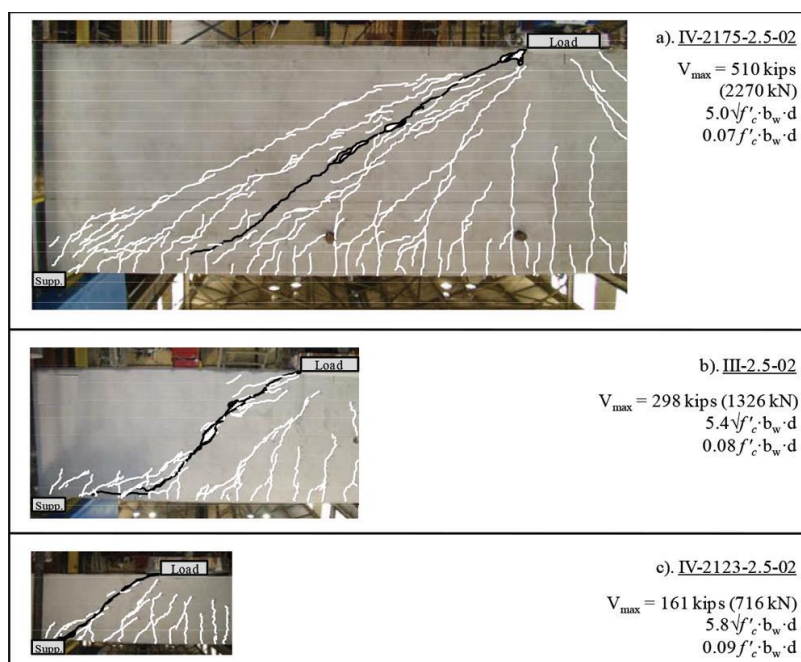 Load
a). IV-2175-2.5-02
Vmax = 510 kips
(2270 kN)
5.0√f'c·bw·d
0.07f'c·bw·d
Supp.
b). III-2.5-02
Load
Vmax = 298 kips (1326 kN)
5.4√f'c·bw·d
0.08f'c·bw·d
Supp.
c). IV-2123-2.5-02
Load
Vmax = 161 kips (716 kN)
5.8√f'c·bw·d
Supp.
0.09f'c·bw·d